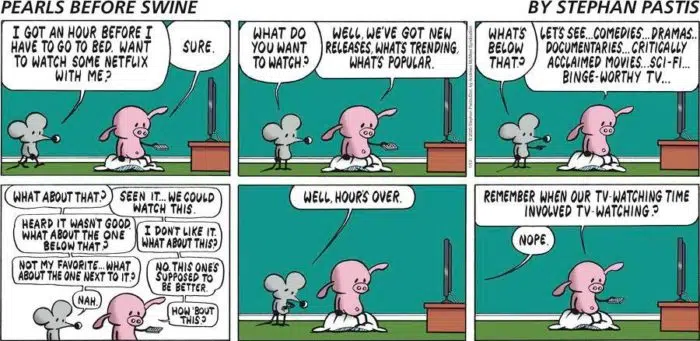 PEARLS BEFORE SWINE
BY STEPHAN PASTIS
I GOT AN HOUR BEFORE I
HAVE TO GO TO BED. WANT
TO WATCH SOME NETFLIX
WITH ME?
SURE.
WHAT DO
YOU WANT
TO WATCH?
WELL, WE'VE GOT NEW
RELEASES, WHATS TRENDING,
WHAT'S POPULAR.
WHATS
BELOW
THAT?
LET'S SEE...COMEDIES...DRAMAS..
DOCUMENTARIES...CRITICALLY
ACCLAIMED MOVIES...SCI-FI...
BINGE-WORTHY TV...
WHAT ABOUT THAT?
SEEN IT... WE COULD
WATCH THIS.
HEARD IT WASNT GOOD.
WHAT ABOUT THE ONE
BELOW THAT?
I DON'T LIKE IT.
WHAT ABOUT THIS?
NOT MY FAVORITE...WHAT
ABOUT THE ONE NEXT TO IT?
NO, THIS ONE'S
SUPPOSED TO
BE BETTER.
NAH.
HOW 'BOUT
THIS?
WELL, HOUR'S OVER.
REMEMBER WHEN OUR TV-WATCHING TIME
INVOLVED TV-WATCHING?
NOPE.